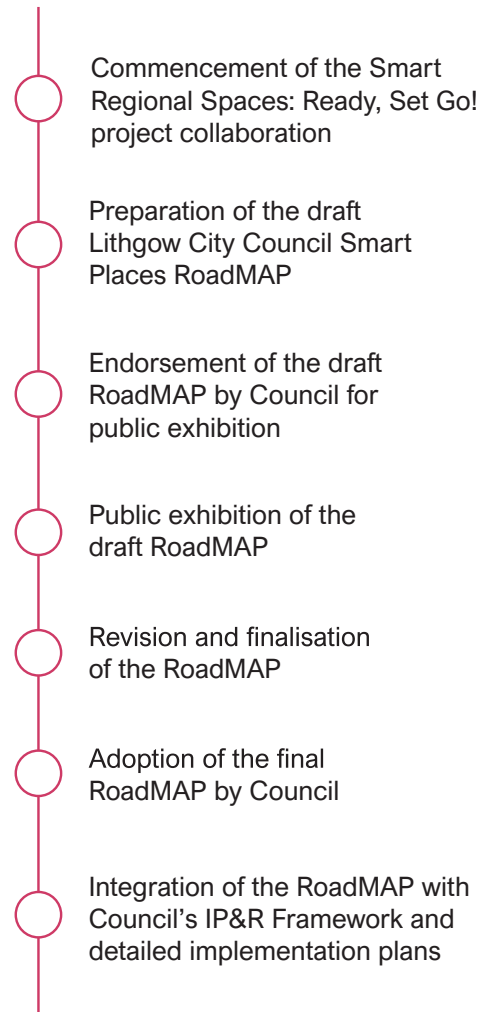 Commencement of the Smart
Regional Spaces: Ready, Set Go!
project collaboration
Preparation of the draft
Lithgow City Council Smart
Places RoadMAP
Endorsement of the draft
RoadMAP by Council for
public exhibition
Public exhibition of the
draft RoadMAP
Revision and finalisation
of the RoadMAP
Adoption of the final
RoadMAP by Council
Integration of the RoadMAP with
Council’s IP&R Framework and
detailed implementation plans